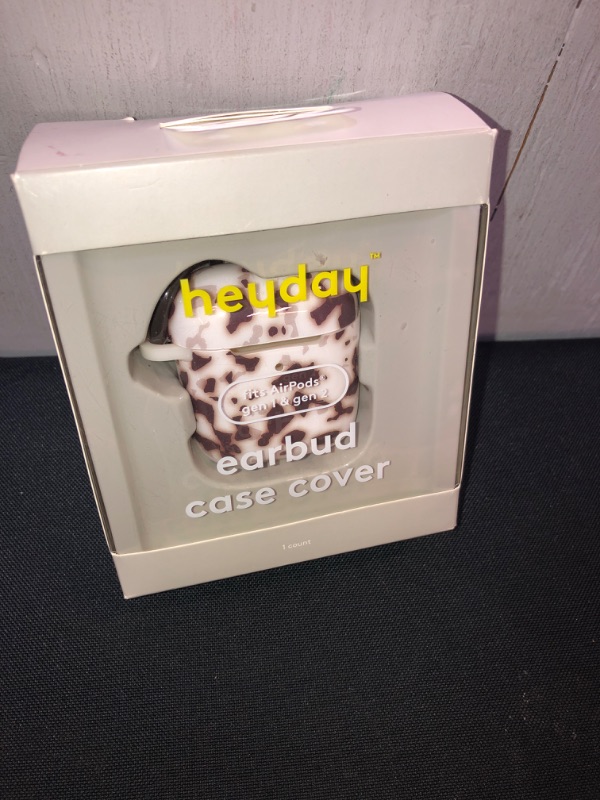 heyday™
fits AirPods®
gen 1 & gen 2
earbud
case cover
1 count